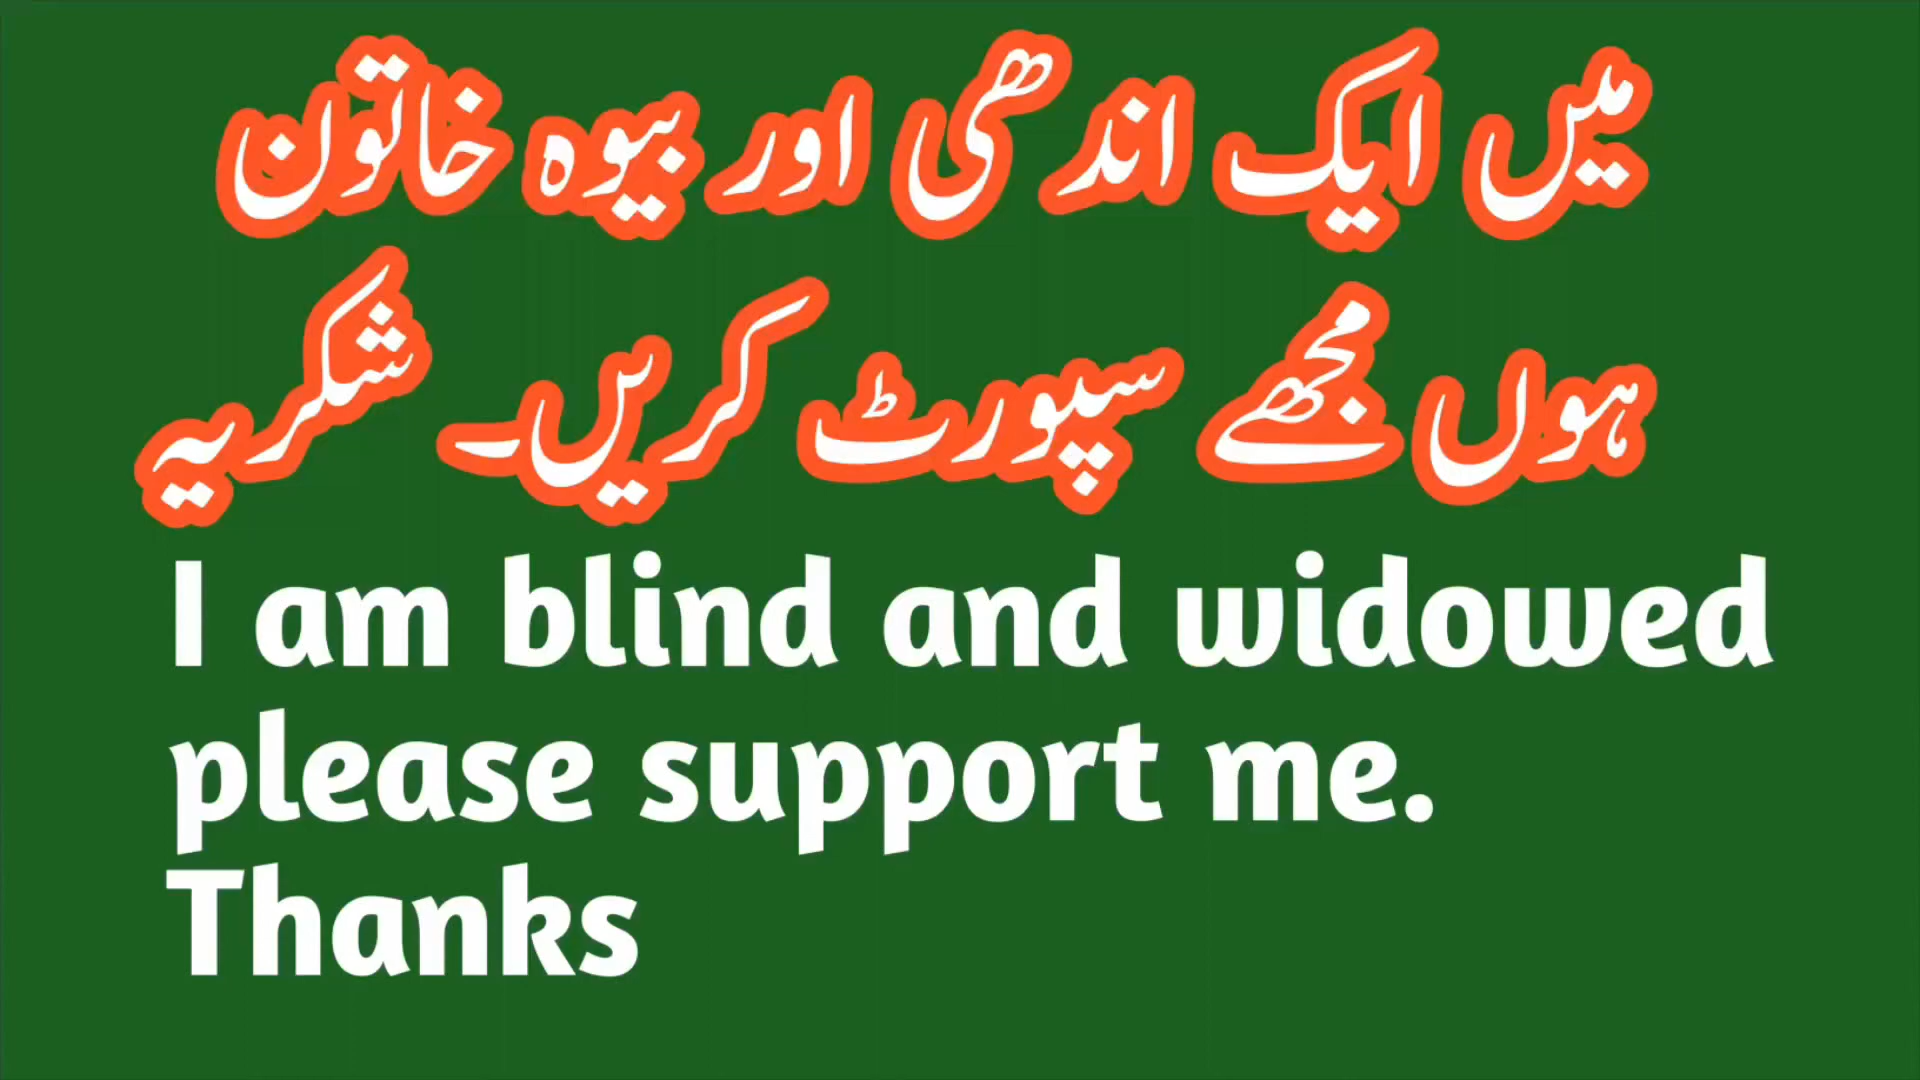 میں ایک اندھی اور بیوہ خاتون
ہوں مجھے سپورٹ کریں۔ شکریہ
I am blind and widowed
please support me.
Thanks